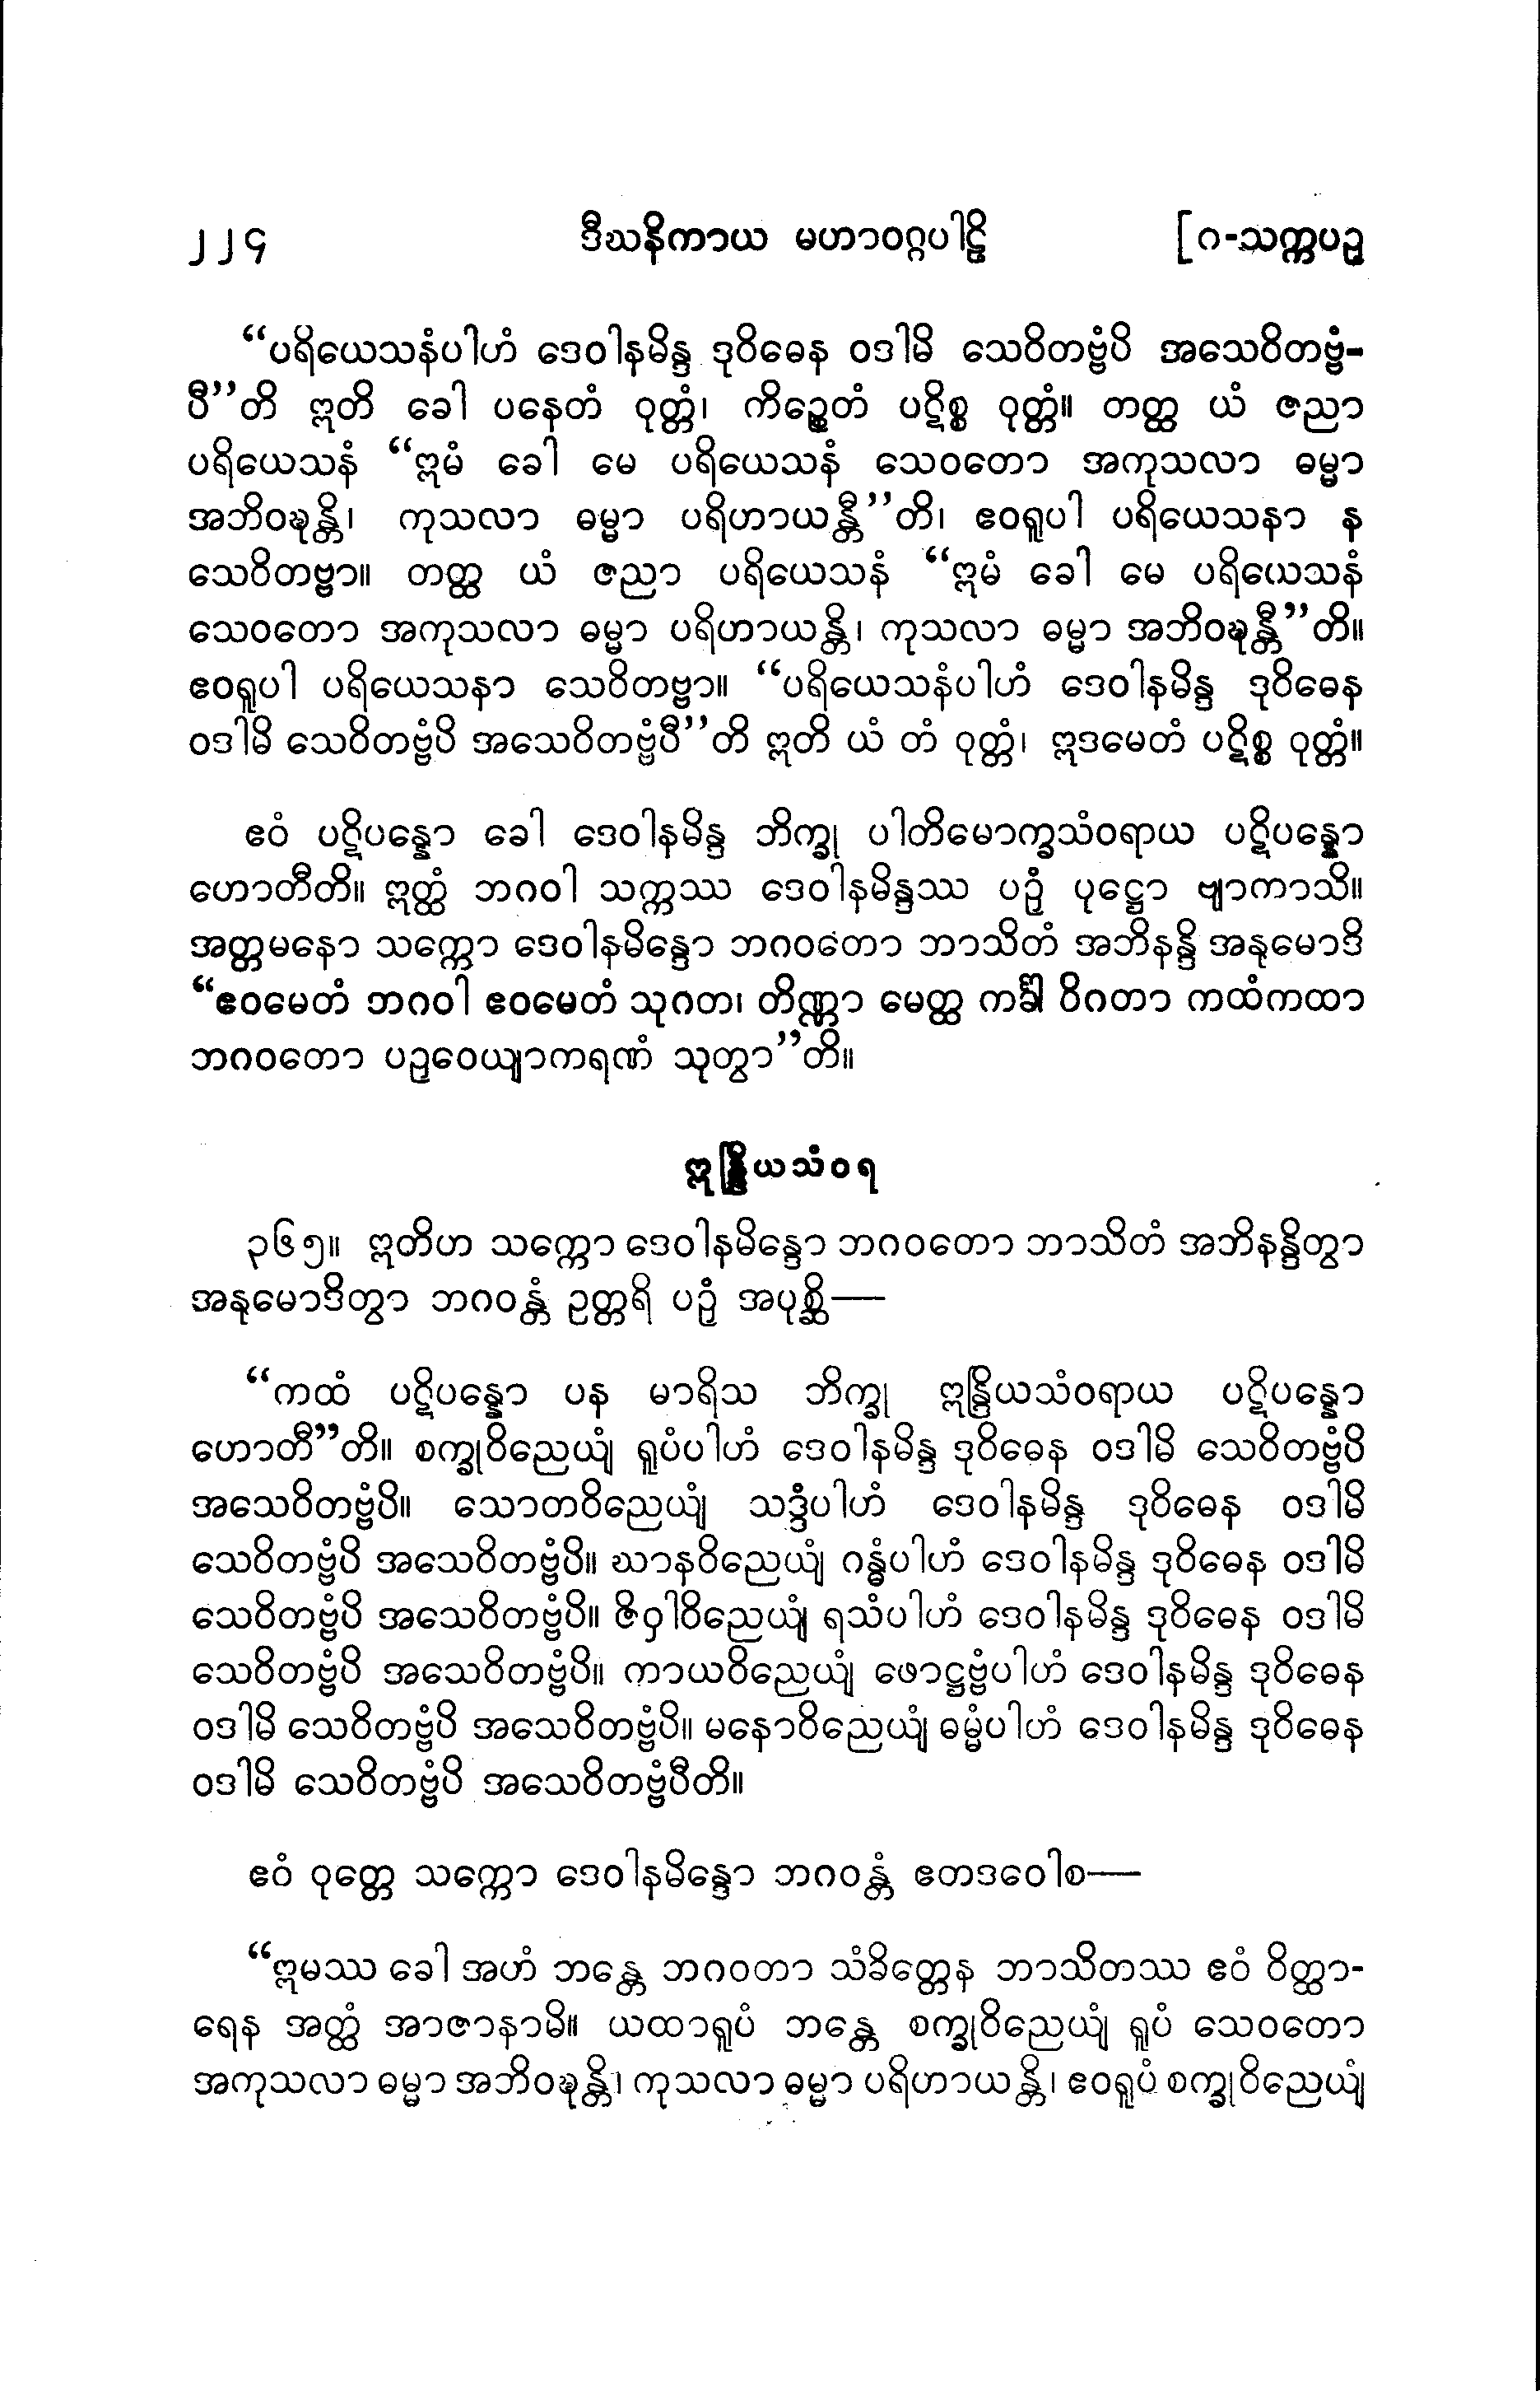 ၂၂၄ ဒီဃနိကာယ မဟာဝဂ္ဂပါဠိ [ဂ-သက္ကပဉှ
“ပရိယေသနံပါဟံ ဒေဝါနမိန္ဒ ဒုဝိဓေန ဝဒါမိ သေဝိတဗ္ဗံပိ အသေဝိတဗ္ဗံ-
ပီ”တိ ဣတိ ခေါ ပနေတံ ဝုတ္တံ၊ ကိဉ္စေတံ ပဋိစ္စ ဝုတ္တံ။ တတ္ထ ယံ ဇညာ
ပရိယေသနံ “ဣမံ ခေါ မေ ပရိယေသနံ သေဝတော အကုသလာ ဓမ္မာ
အဘိဝဍ္ဎန္တိ၊ ကုသလာ ဓမ္မာ ပရိဟာယန္တီ”တိ၊ ဧဝရူပါ ပရိယေသနာ န
သေဝိတဗ္ဗာ။ တတ္ထ ယံ ဇညာ ပရိယေသနံ “ဣမံ ခေါ မေ ပရိယေသနံ
သေဝတော အကုသလာ ဓမ္မာ ပရိဟာယန္တိ၊ ကုသလာ ဓမ္မာ အဘိဝဍ္ဎန္တီ”တိ။
ဧဝရူပါ ပရိယေသနာ သေဝိတဗ္ဗာ။ “ပရိယေသနံပါဟံ ဒေဝါနမိန္ဒ ဒုဝိဓေန
ဝဒါမိ သေဝိတဗ္ဗံပိ အသေဝိတဗ္ဗံပီ”တိ ဣတိ ယံ တံ ဝုတ္တံ၊ ဣဒမေတံ ပဋိစ္စ ဝုတ္တံ။
ဧဝံ ပဋိပန္နော ခေါ ဒေဝါနမိန္ဒ ဘိက္ခု ပါတိမောက္ခသံဝရာယ ပဋိပန္နော
ဟောတီတိ။ ဣတ္ထံ ဘဂဝါ သက္ကဿ ဒေဝါနမိန္ဒဿ ပဉှံ ပုဋ္ဌော ဗျာကာသိ။
အတ္တမနော သက္ကော ဒေဝါနမိန္ဒော ဘဂဝတော ဘာသိတံ အဘိနန္ဒိ အနုမောဒိ
“ဧဝမေတံ ဘဂဝါ ဧဝမေတံ သုဂတ၊ တိဏ္ဏာ မေတ္ထ ကင်္ခါ ဝိဂတာ ကထံကထာ
ဘဂဝတော ပဉှဝေယျာကရဏံ သုတွာ”တိ။
ဣန္ဒြိယသံဝရ
၃၆၅။ ဣတိဟ သက္ကော ဒေဝါနမိန္ဒော ဘဂဝတော ဘာသိတံ အဘိနန္ဒိတွာ
အနုမောဒိတွာ ဘဂဝန္တံ ဥတ္တရိ ပဉှံ အပုစ္ဆိ—
“ကထံ ပဋိပန္နော ပန မာရိသ ဘိက္ခု ဣန္ဒြိယသံဝရာယ ပဋိပန္နော
ဟောတီ”တိ။ စက္ခုဝိညေယျံ ရူပံပါဟံ ဒေဝါနမိန္ဒ ဒုဝိဓေန ဝဒါမိ သေဝိတဗ္ဗံပိ
အသေဝိတဗ္ဗံပိ။ သောတဝိညေယျံ သဒ္ဒံပါဟံ ဒေဝါနမိန္ဒ ဒုဝိဓေန ဝဒါမိ
သေဝိတဗ္ဗံပိ အသေဝိတဗ္ဗံပိ။ ဃာနဝိညေယျံ ဂန္ဓံပါဟံ ဒေဝါနမိန္ဒ ဒုဝိဓေန ဝဒါမိ
သေဝိတဗ္ဗံပိ အသေဝိတဗ္ဗံပိ။ ဇိဝှါဝိညေယျံ ရသံပါဟံ ဒေဝါနမိန္ဒ ဒုဝိဓေန ဝဒါမိ
သေဝိတဗ္ဗံပိ အသေဝိတဗ္ဗံပိ။ ကာယဝိညေယျံ ဖောဋ္ဌဗ္ဗံပါဟံ ဒေဝါနမိန္ဒ ဒုဝိဓေန
ဝဒါမိ သေဝိတဗ္ဗံပိ အသေဝိတဗ္ဗံပိ။ မနောဝိညေယျံ ဓမ္မံပါဟံ ဒေဝါနမိန္ဒ ဒုဝိဓေန
ဝဒါမိ သေဝိတဗ္ဗံပိ အသေဝိတဗ္ဗံပီတိ။
ဧဝံ ဝုတ္တေ သက္ကော ဒေဝါနမိန္ဒော ဘဂဝန္တံ ဧတဒဝေါစ—
“ဣမဿ ခေါ အဟံ ဘန္တေ ဘဂဝတာ သံခိတ္တေန ဘာသိတဿ ဧဝံ ဝိတ္ထာ-
ရေန အတ္ထံ အာဇာနာမိ။ ယထာရူပံ ဘန္တေ စက္ခုဝိညေယျံ ရူပံ သေဝတော
အကုသလာ ဓမ္မာ အဘိဝဍ္ဎန္တိ၊ ကုသလာ ဓမ္မာ ပရိဟာယန္တိ၊ ဧဝရူပံ စက္ခုဝိညေယျံ